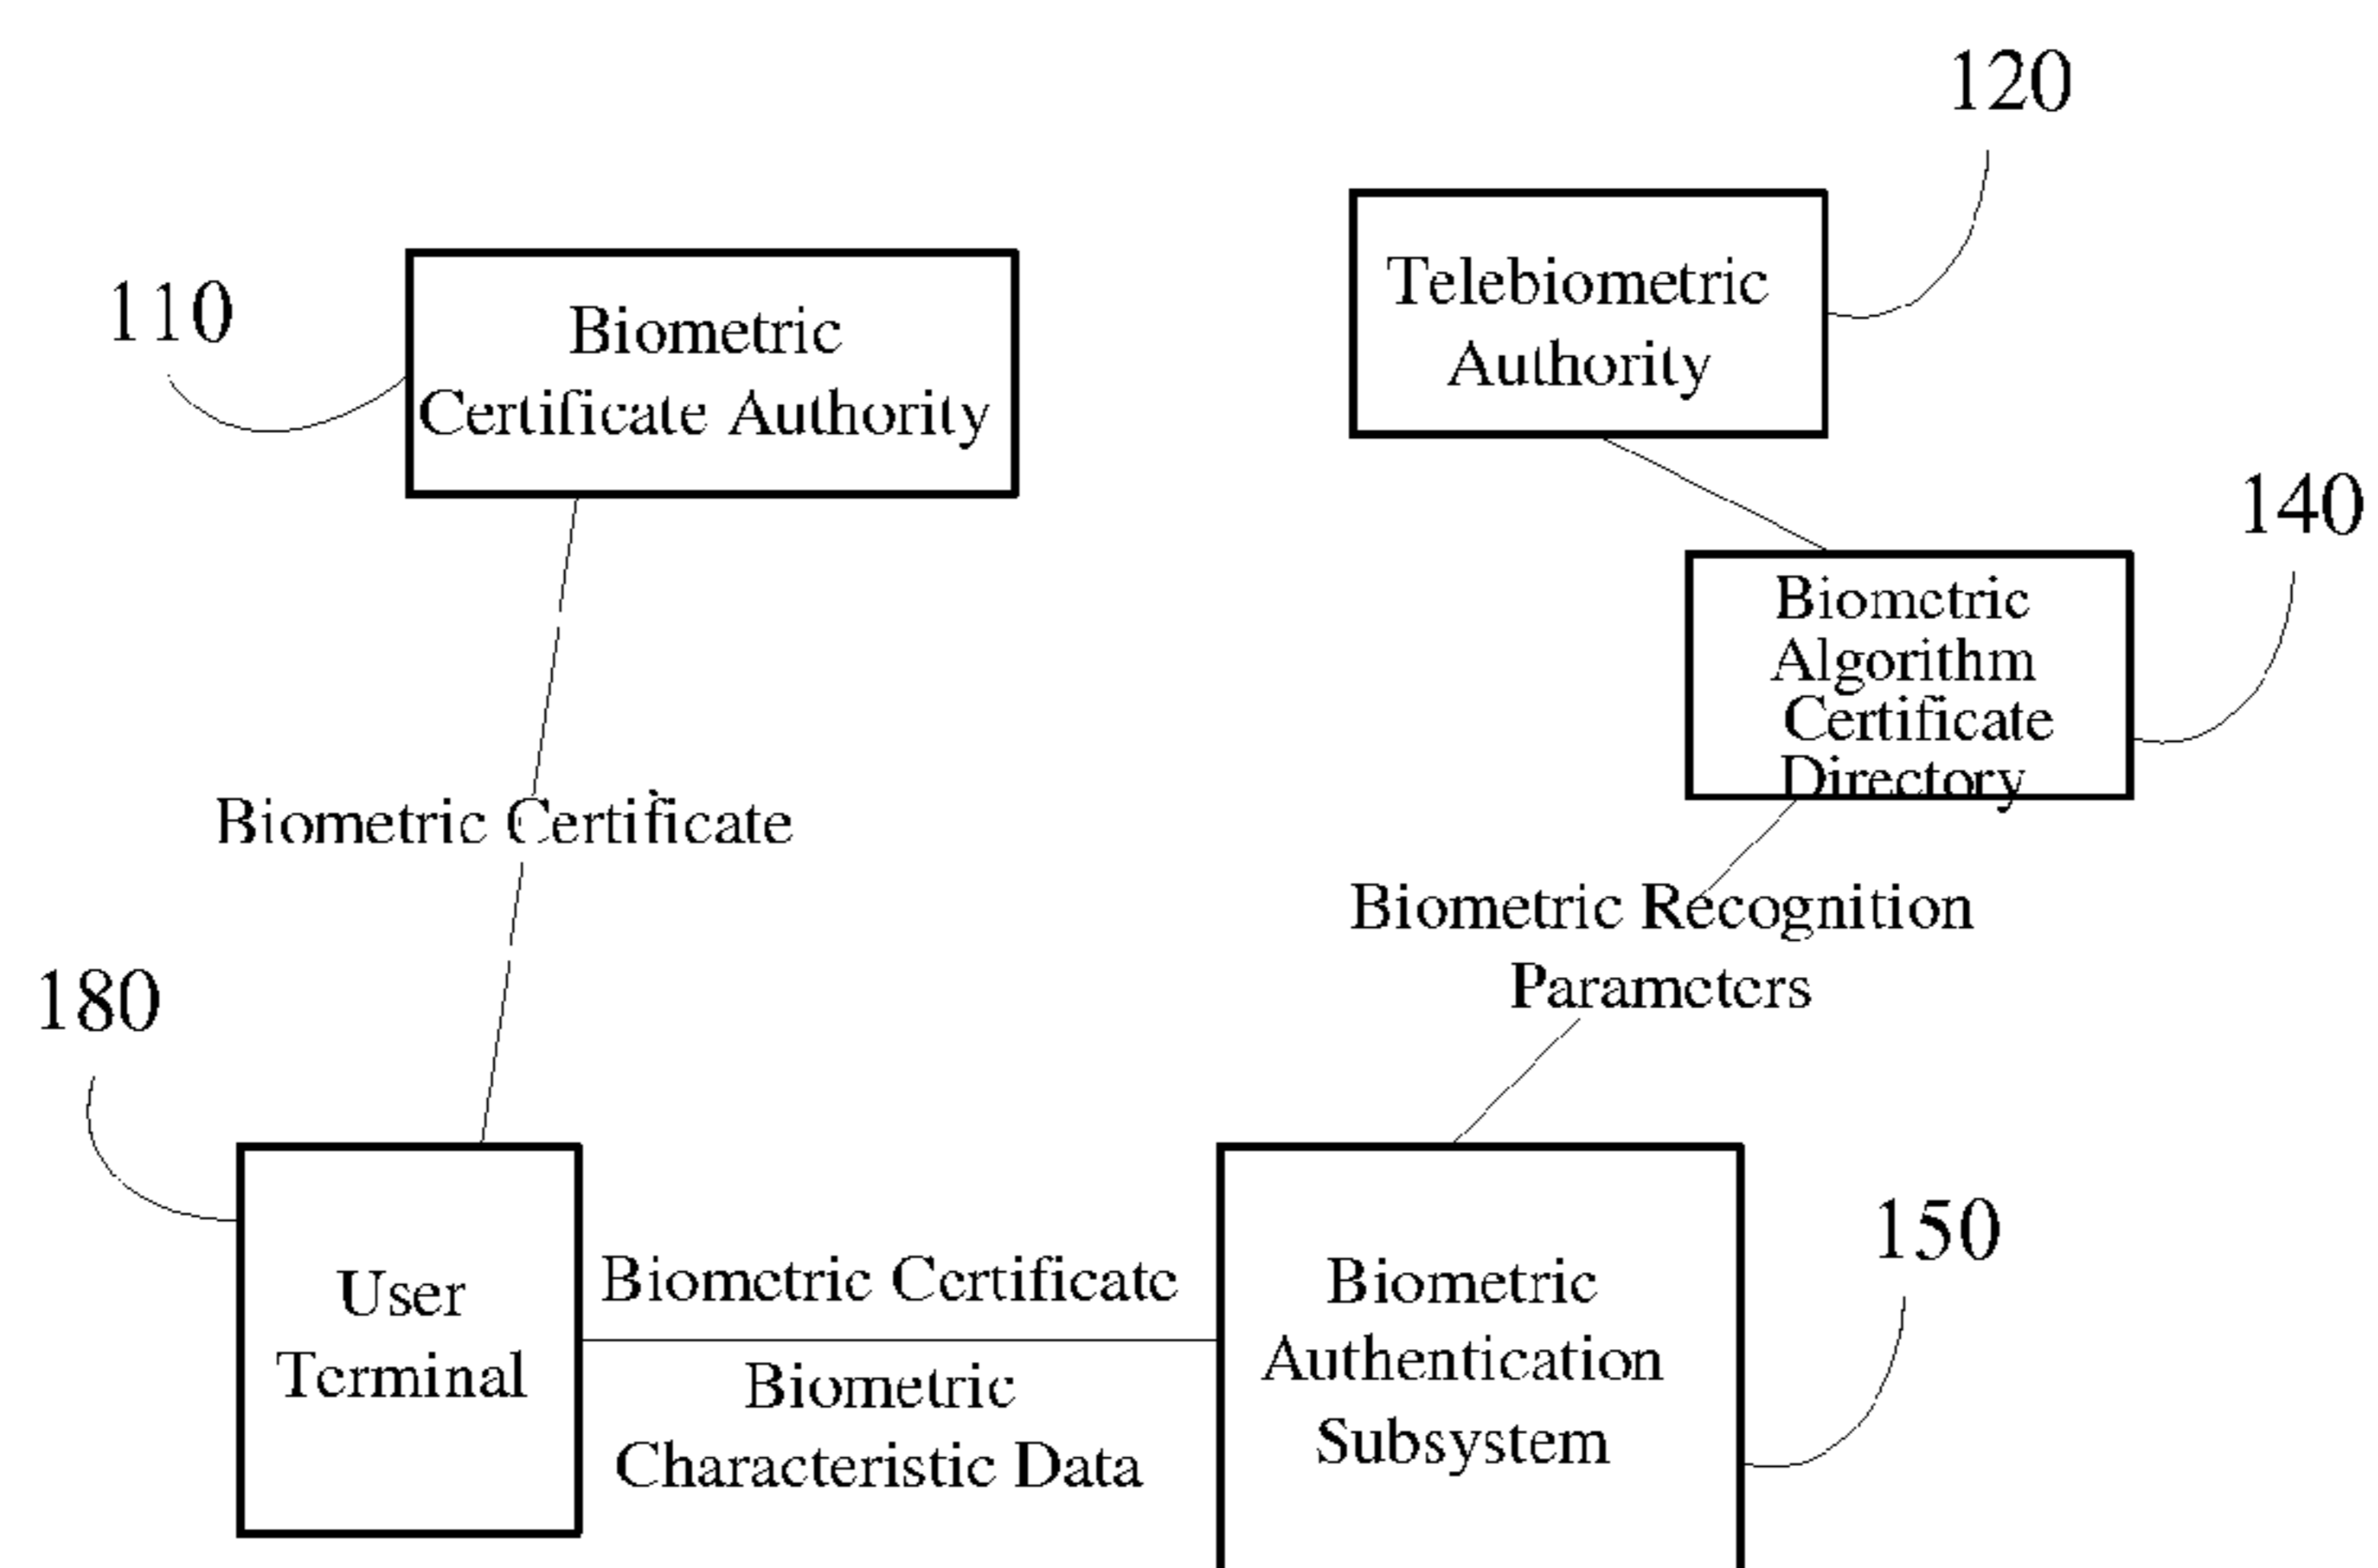 120
Telebiometric
Authority
110
Biometric
Certificate Authority
140
Biometric
Algorithm
Certificate
Directory
Biometric Certificate
Biometric Recognition
Parameters
180
User
Terminal
Biometric Certificate
Biometric
Characteristic Data
Biometric
Authentication
Subsystem
150